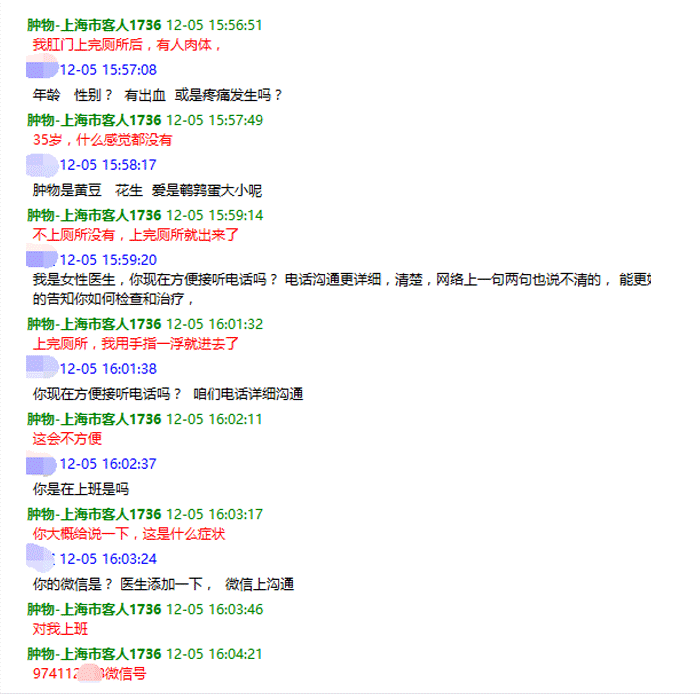 肿物-上海市客人1736 12-05 15:56:51
我肛门上完厕所后，有人肉体，
12-05 15:57:08
年龄 性别？ 有出血 或是疼痛发生吗？
肿物-上海市客人1736 12-05 15:57:49
35岁，什么感觉都没有
12-05 15:58:17
肿物是黄豆 花生 爱是鹌鹑蛋大小呢
肿物-上海市客人1736 12-05 15:59:14
不上厕所没有，上完厕所就出来了
12-05 15:59:20
我是女性医生，你现在方便接听电话吗？ 电话沟通更详细，清楚，网络上一句两句也说不清的， 能更
的告知你如何检查和治疗，
肿物-上海市客人1736 12-05 16:01:32
上完厕所，我用手指一浮就进去了
12-05 16:01:38
你现在方便接听电话吗？ 咱们电话详细沟通
肿物-上海市客人1736 12-05 16:02:11
这会不方便
12-05 16:02:37
你是在上班是吗
肿物-上海市客人1736 12-05 16:03:17
你大概给说一下，这是什么症状
12-05 16:03:24
你的微信是？ 医生添加一下， 微信上沟通
肿物-上海市客人1736 12-05 16:03:46
对我上班
肿物-上海市客人1736 12-05 16:04:21
974112 微信号